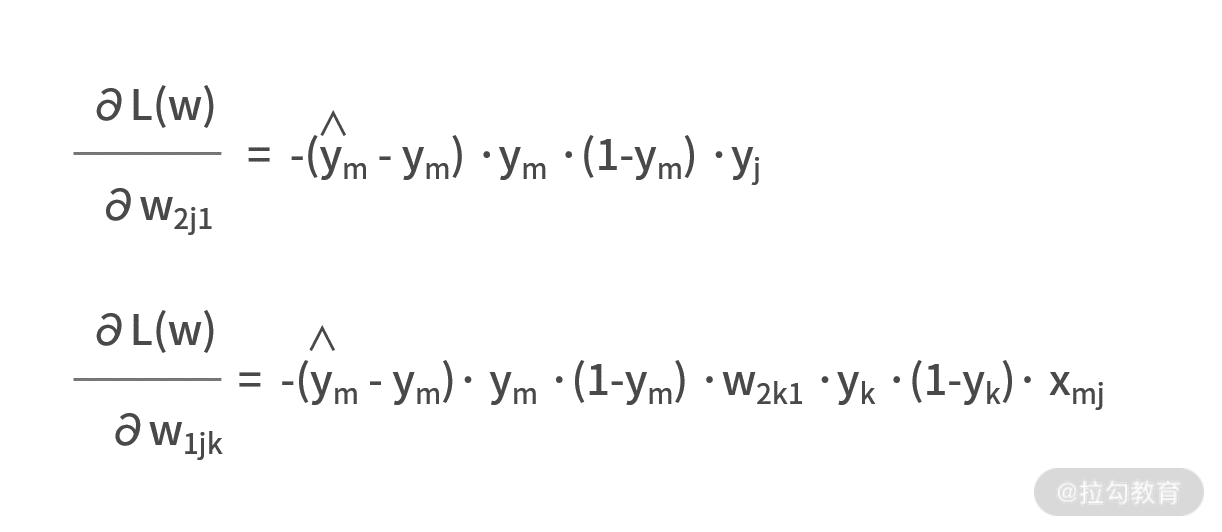 ∂ L(w) / ∂ w₂ⱼ₁ = -(ŷₘ - yₘ) · yₘ · (1-yₘ) · yⱼ
∂ L(w) / ∂ w₁ⱼₖ = -(ŷₘ - yₘ) · yₘ · (1-yₘ) · w₂ₖ₁ · yₖ · (1-yₖ) · xₘⱼ
@拉勾教育